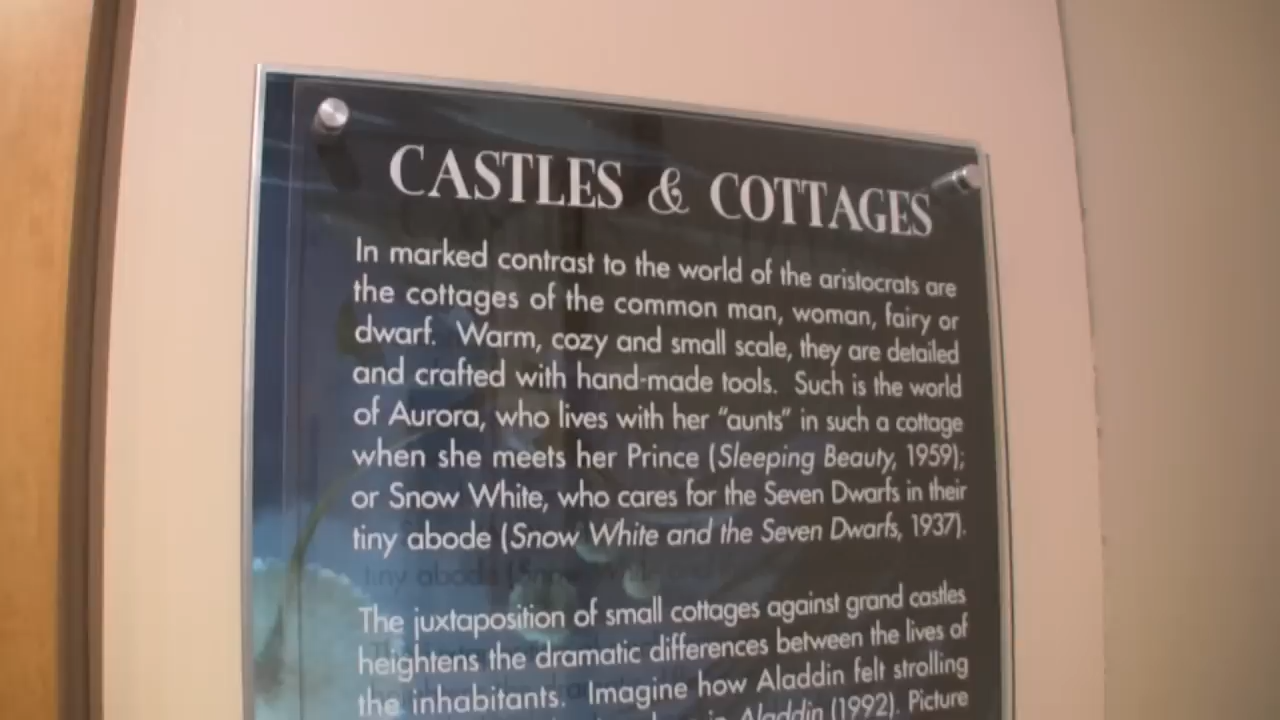 CASTLES & COTTAGES
In marked contrast to the world of the aristocrats are
the cottages of the common man, woman, fairy or
dwarf. Warm, cozy and small scale, they are detailed
and crafted with hand-made tools. Such is the world
of Aurora, who lives with her “aunts” in such a cottage
when she meets her Prince (Sleeping Beauty, 1959);
or Snow White, who cares for the Seven Dwarfs in their
tiny abode (Snow White and the Seven Dwarfs, 1937).
The juxtaposition of small cottages against grand castles
heightens the dramatic differences between the lives of
the inhabitants. Imagine how Aladdin felt strolling
in Aladdin (1992). Picture